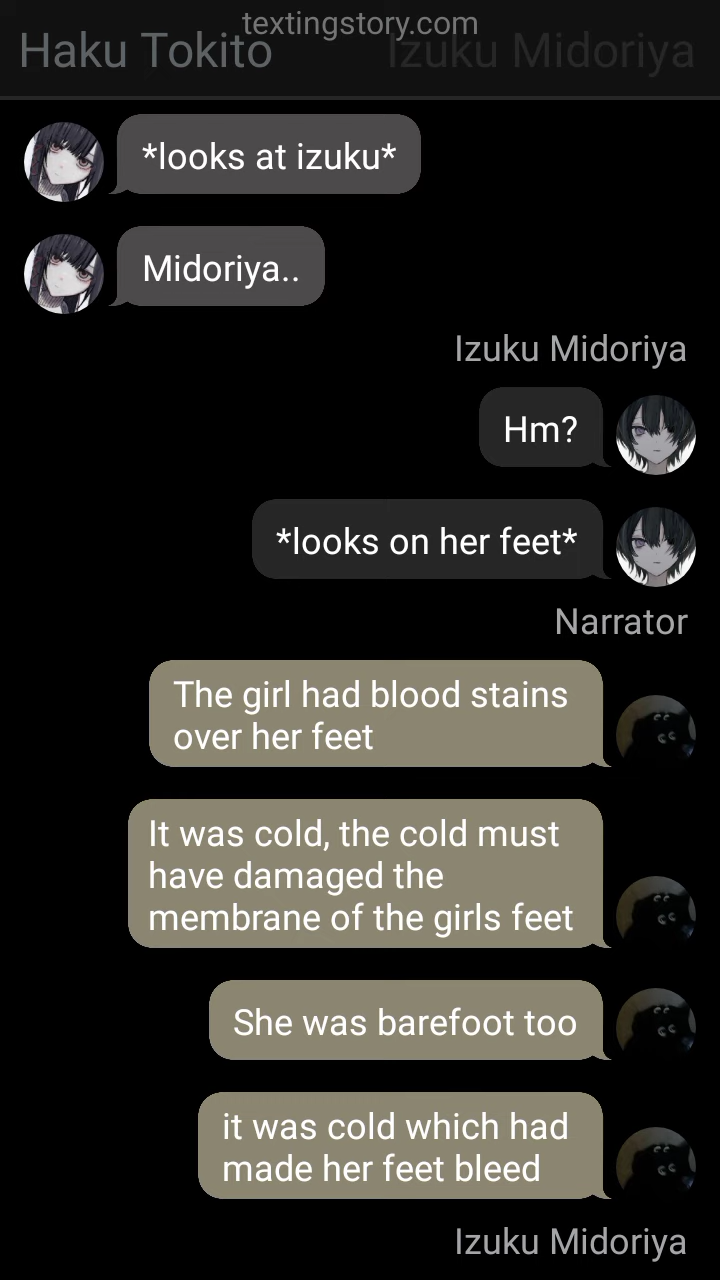 textingstory.com
Haku Tokito
Izuku Midoriya
*looks at izuku*
Midoriya..
Izuku Midoriya
Hm?
*looks on her feet*
Narrator
The girl had blood stains
over her feet
It was cold, the cold must
have damaged the
membrane of the girls feet
She was barefoot too
it was cold which had
made her feet bleed
Izuku Midoriya